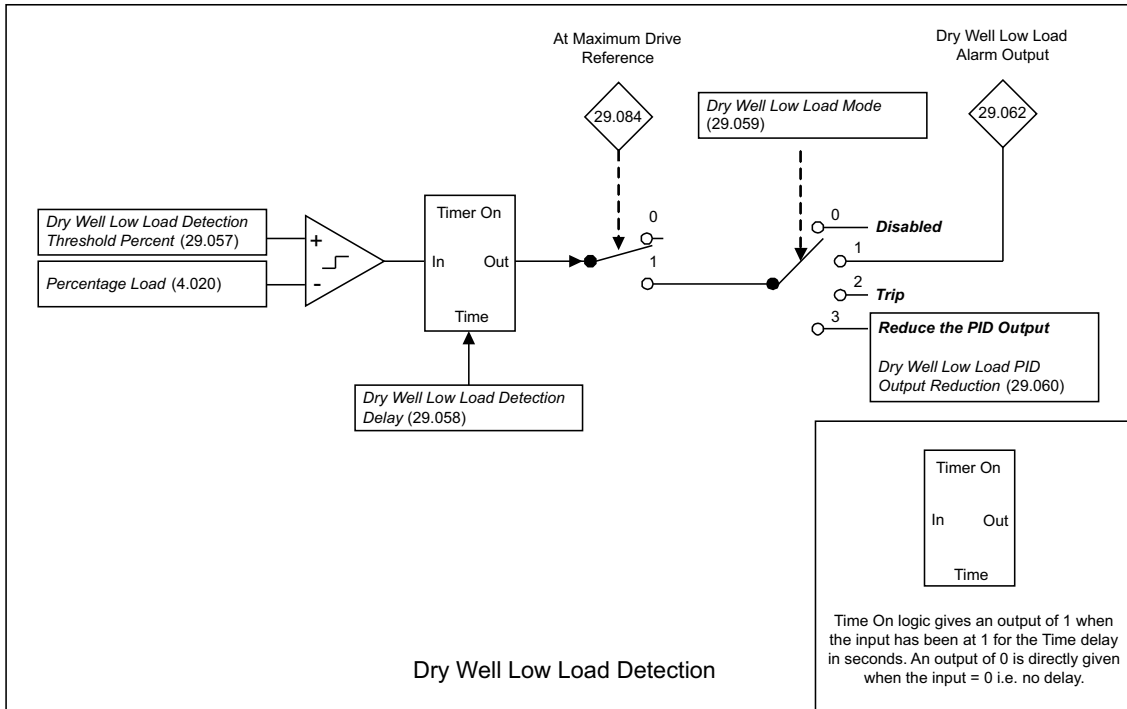 At Maximum Drive
Reference
29.084
Dry Well Low Load Mode
(29.059)
Dry Well Low Load
Alarm Output
29.062
Dry Well Low Load Detection
Threshold Percent (29.057)
Percentage Load (4.020)
+
-
Timer On
In
Out
Time
Dry Well Low Load Detection
Delay (29.058)
0
1
0
Disabled
1
2
Trip
3
Reduce the PID Output
Dry Well Low Load PID
Output Reduction (29.060)
Timer On
In
Out
Time
Time On logic gives an output of 1 when
the input has been at 1 for the Time delay
in seconds. An output of 0 is directly given
when the input = 0 i.e. no delay.
Dry Well Low Load Detection